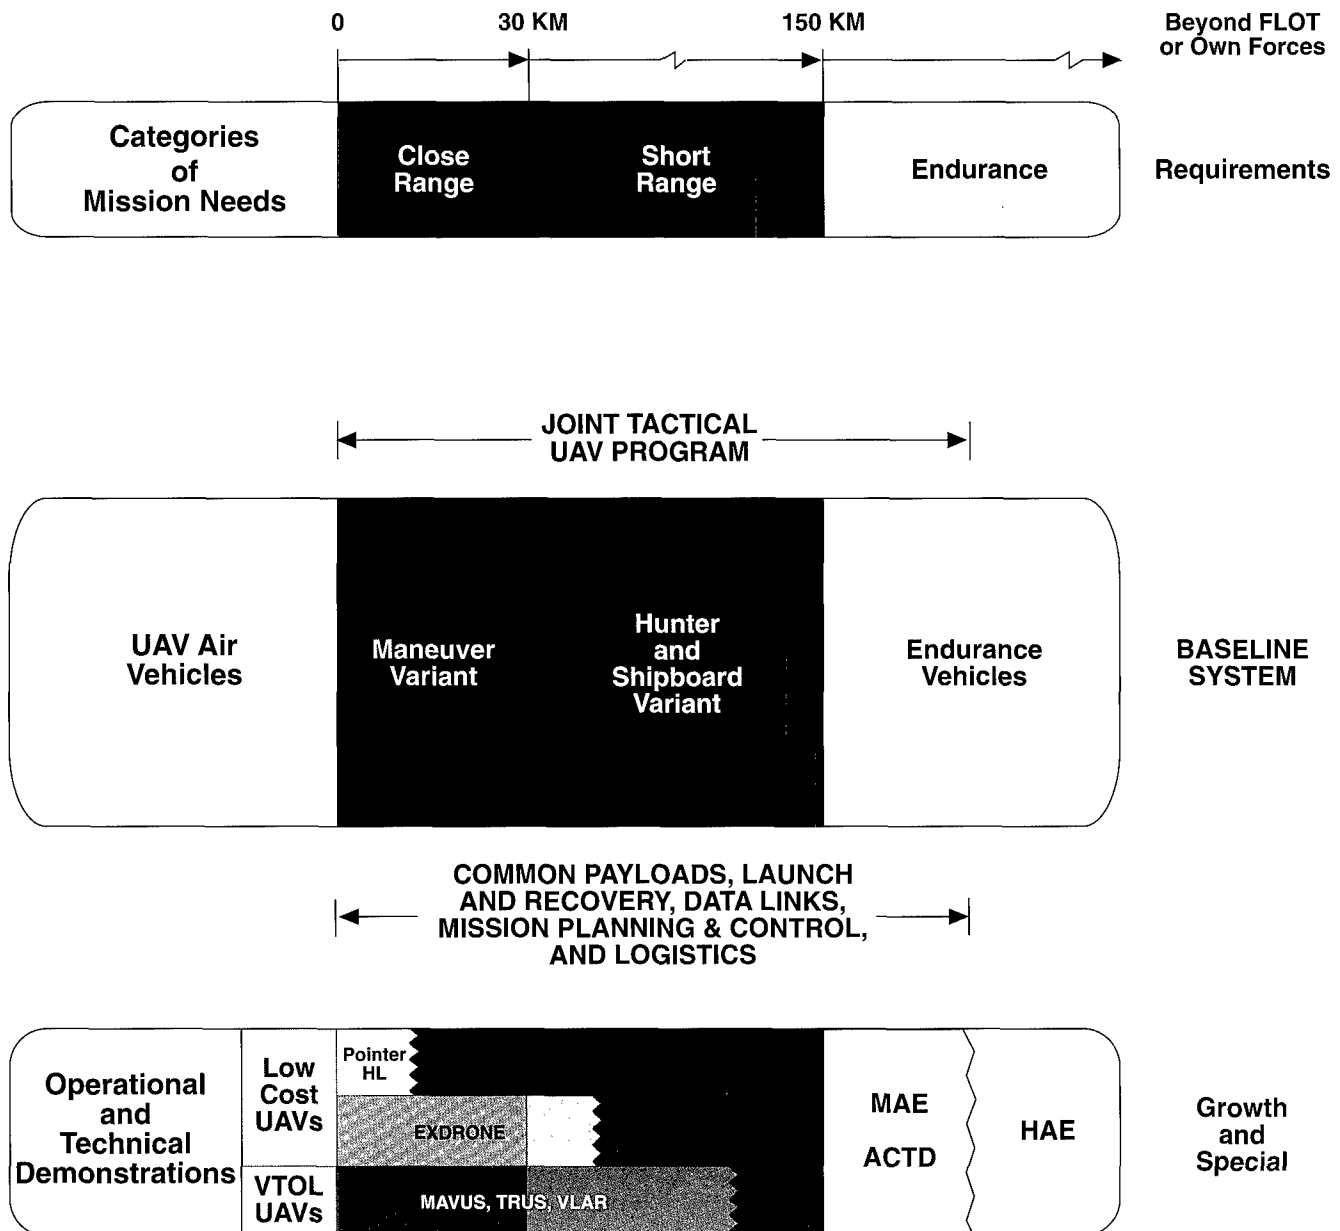 0
30 KM
150 KM
Beyond FLOT
or Own Forces
Categories
of
Mission Needs
Close
Range
Short
Range
Endurance
Requirements
JOINT TACTICAL
UAV PROGRAM
UAV Air
Vehicles
Maneuver
Variant
Hunter
and
Shipboard
Variant
Endurance
Vehicles
BASELINE
SYSTEM
COMMON PAYLOADS, LAUNCH
AND RECOVERY, DATA LINKS,
MISSION PLANNING & CONTROL,
AND LOGISTICS
Operational
and
Technical
Demonstrations
Low
Cost
UAVs
Pointer
HL
EXDRONE
VTOL
UAVs
MAVUS, TRUS, VLAR
MAE
ACTD
HAE
Growth
and
Special